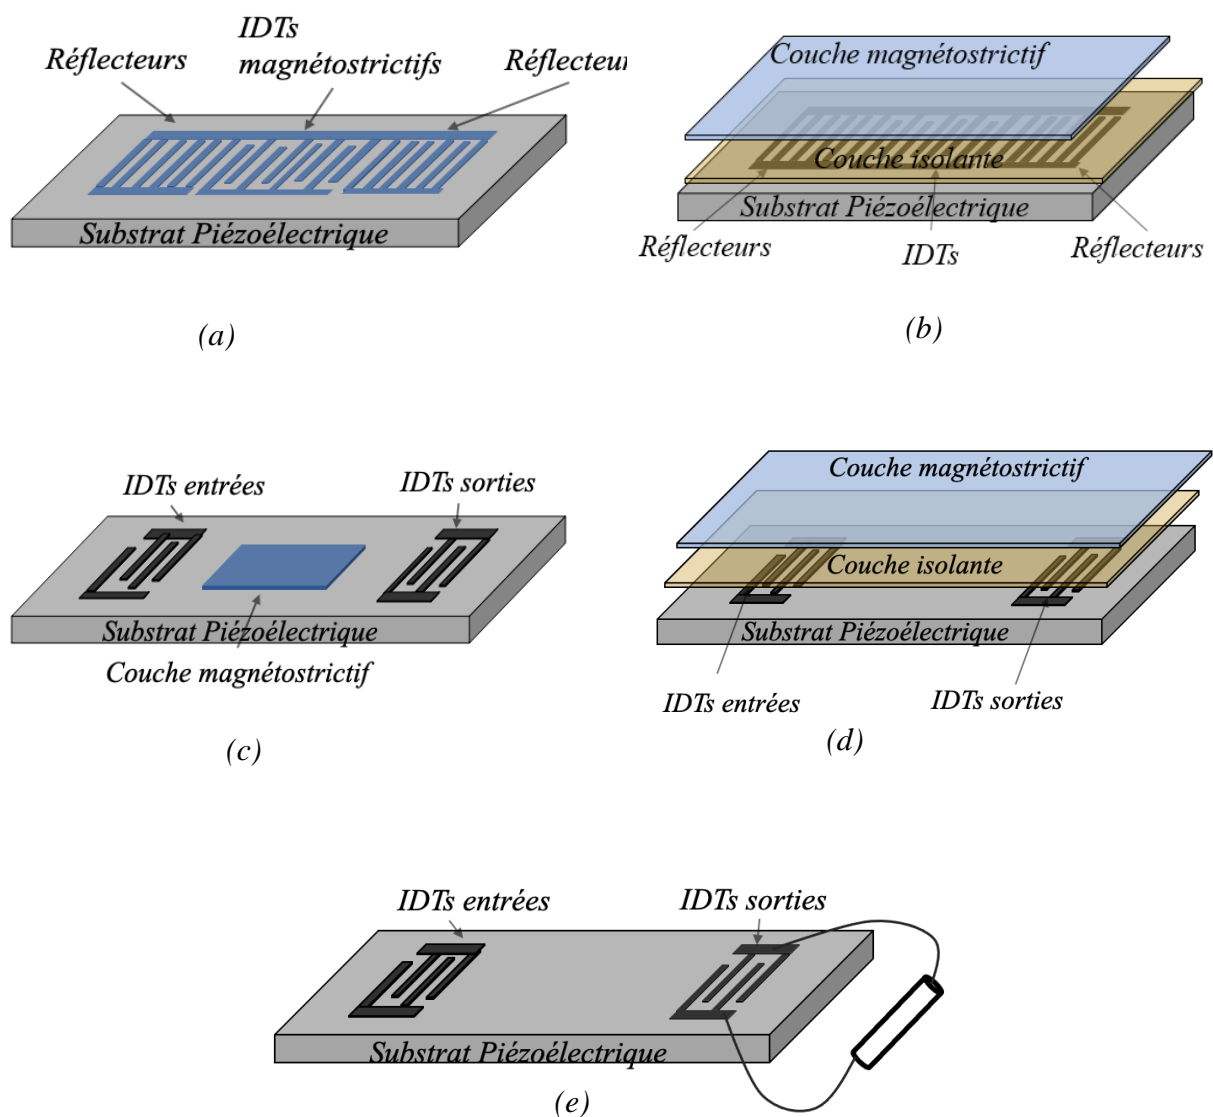 IDTs
magnétostrictifs
Réflecteurs
Réflecteur
Substrat Piézoélectrique
(a)
Couche magnétostrictif
Couche isolante
Substrat Piézoélectrique
Réflecteurs
IDTs
Réflecteurs
(b)
IDTs entrées
IDTs sorties
Substrat Piézoélectrique
Couche magnétostrictif
(c)
Couche magnétostrictif
Couche isolante
Substrat Piézoélectrique
IDTs entrées
IDTs sorties
(d)
IDTs entrées
IDTs sorties
Substrat Piézoélectrique
(e)